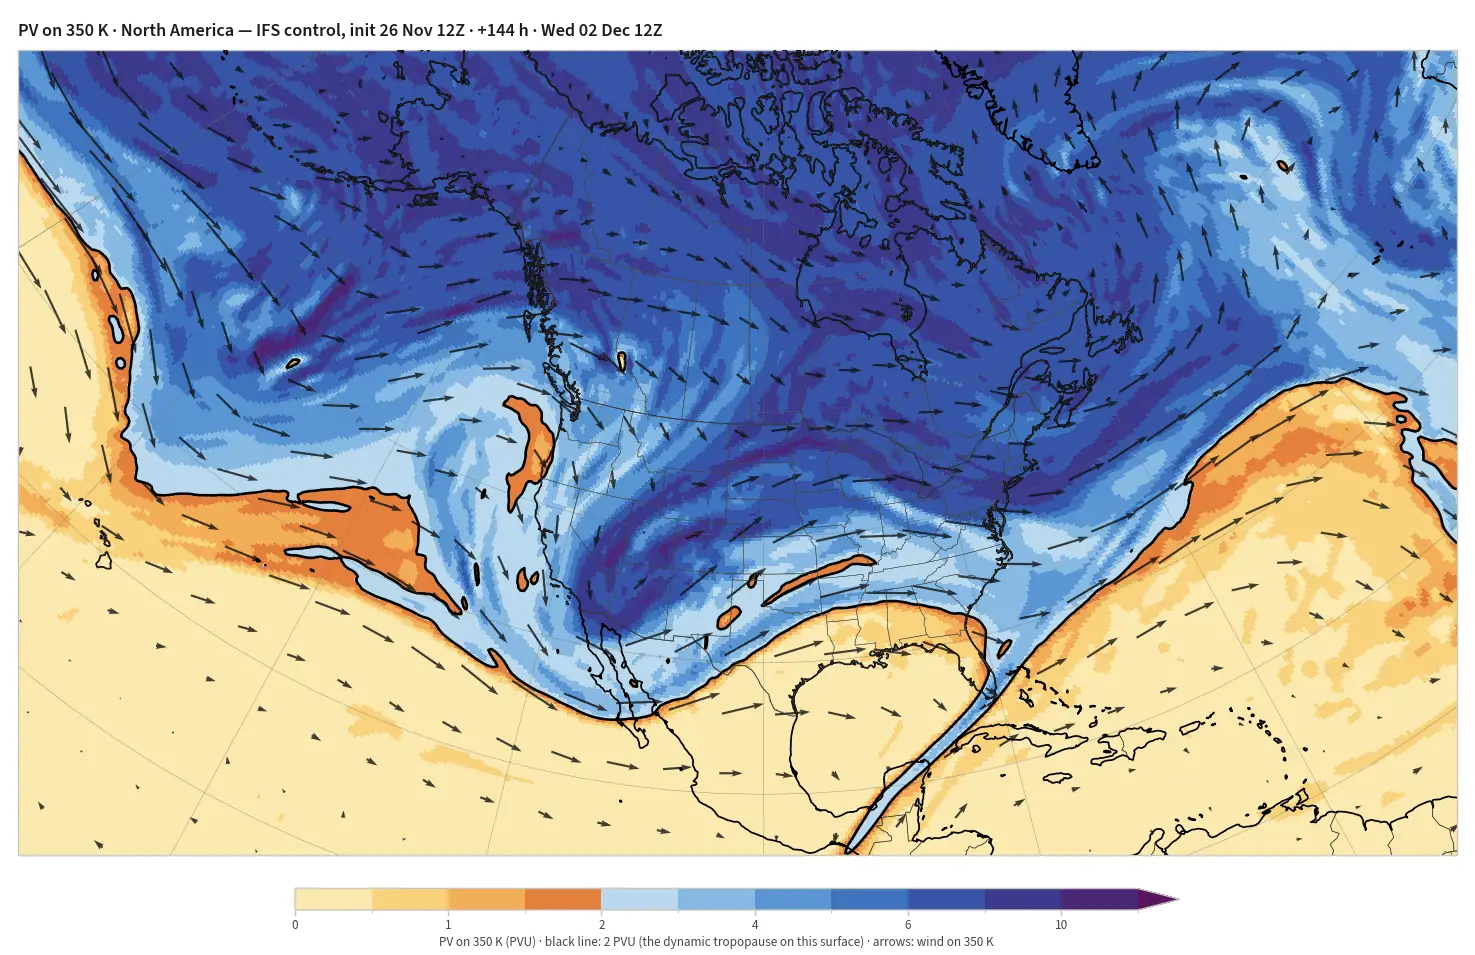 PV on 350 K · North America — IFS control, init 26 Nov 12Z · +144 h · Wed 02 Dec 12Z
0 1 2 4 6 10
PV on 350 K (PVU) · black line: 2 PVU (the dynamic tropopause on this surface) · arrows: wind on 350 K